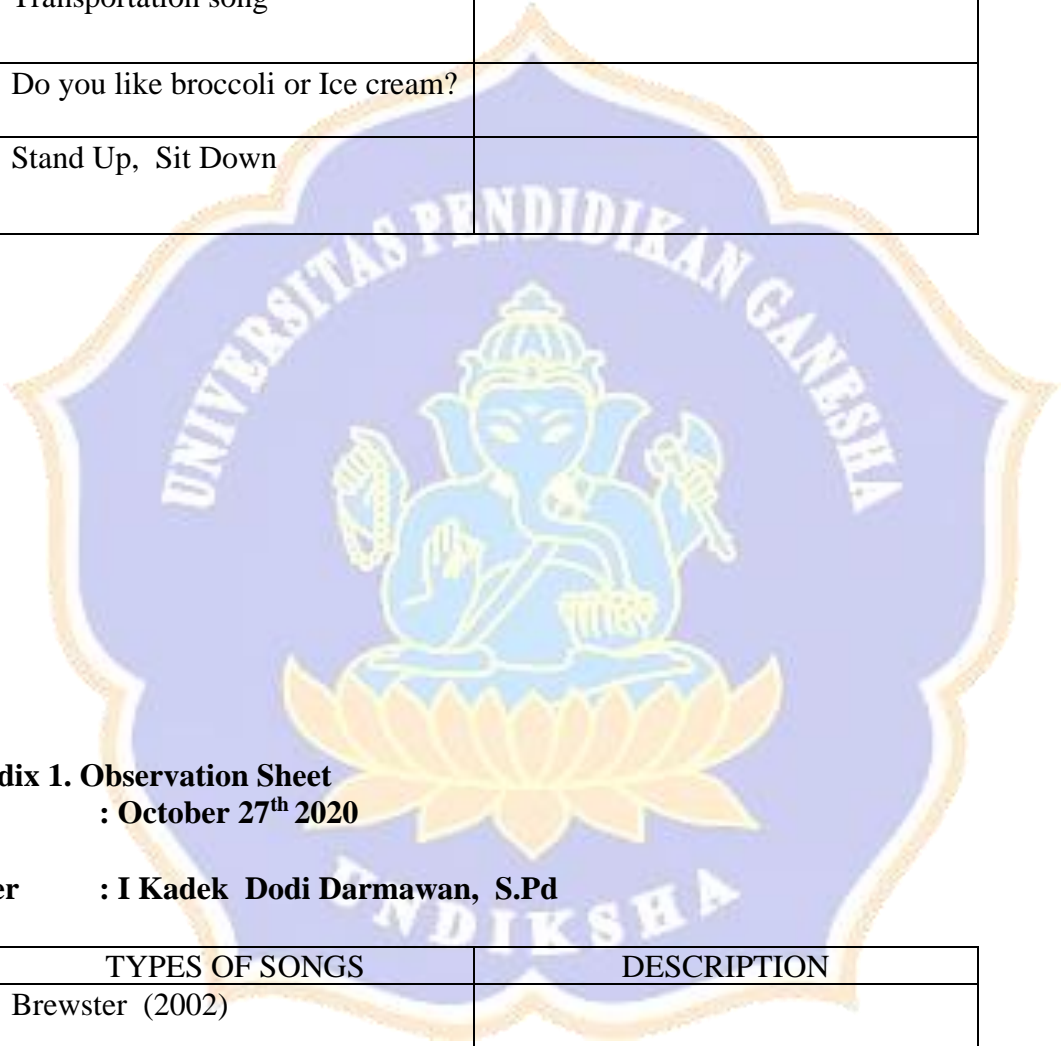 Transportation song
Do you like broccoli or Ice cream?
Stand Up, Sit Down
UNIVERSITAS PENDIDIKAN GANESHA
dix 1. Observation Sheet
: October 27th 2020
er : I Kadek Dodi Darmawan, S.Pd
UNDIKSHA
TYPES OF SONGS DESCRIPTION
Brewster (2002)